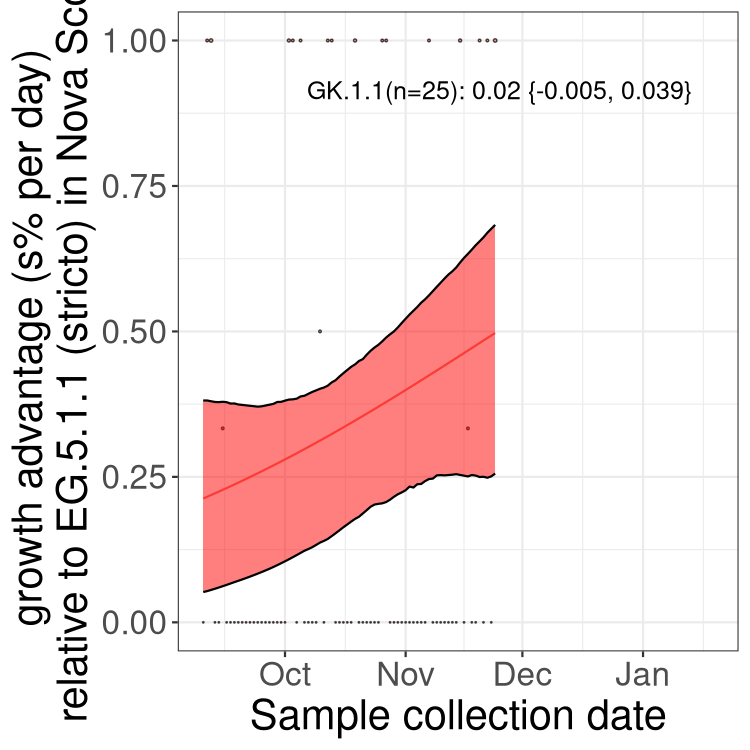 growth advantage (s% per day)
relative to EG.5.1.1 (stricto) in Nova
1.00
0.75
0.50
0.25
0.00
GK.1.1(n=25): 0.02 {-0.005, 0.039}
Oct Nov Dec Jan
Sample collection date